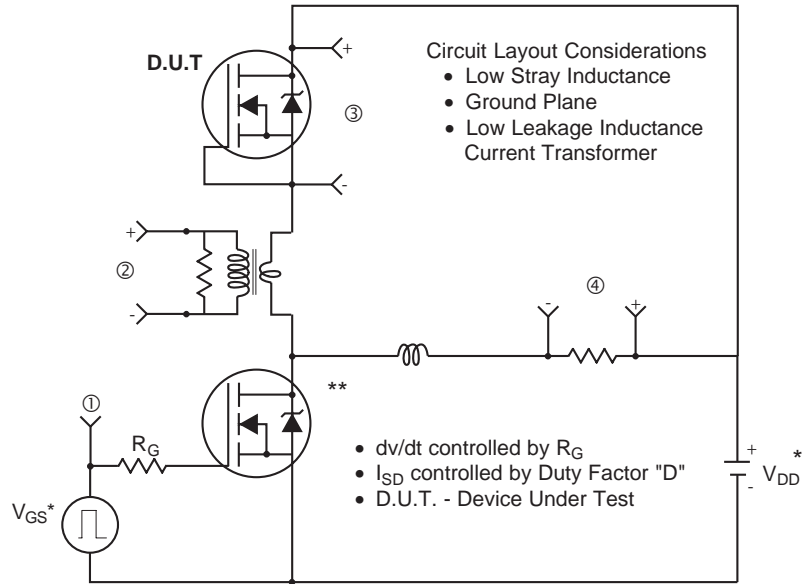 D.U.T
+
③
-
Circuit Layout Considerations
• Low Stray Inductance
• Ground Plane
• Low Leakage Inductance
Current Transformer
+
②
-
-
④
+
**
①
R_G
V_GS*
• dv/dt controlled by R_G
• I_SD controlled by Duty Factor "D"
• D.U.T. - Device Under Test
+
-
V_DD*